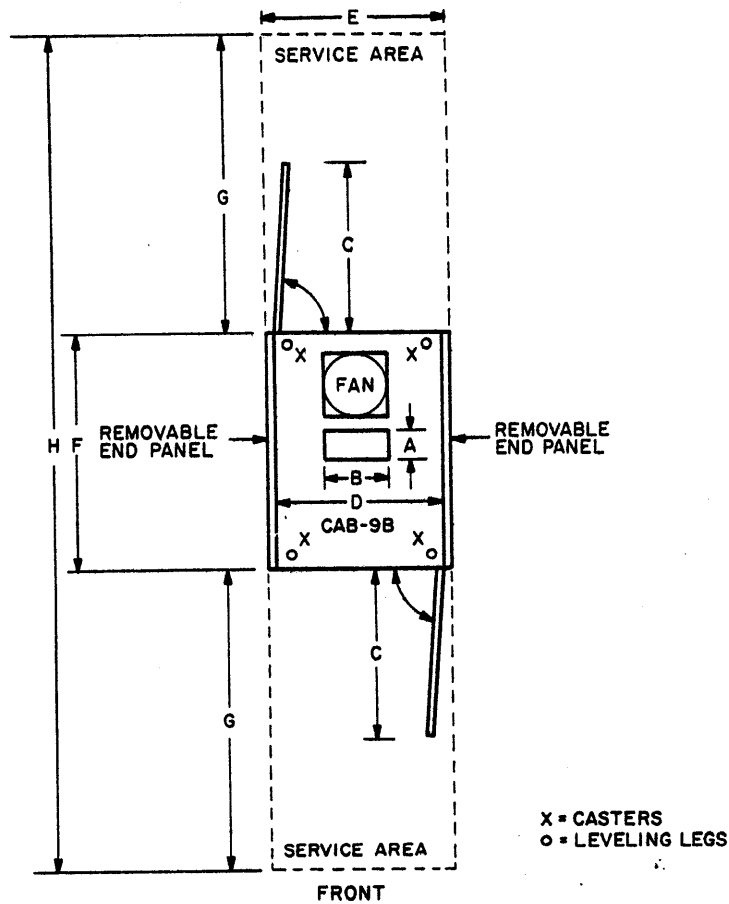 E
SERVICE AREA
G
C
X X
FAN
H F
REMOVABLE
END PANEL
A
REMOVABLE
END PANEL
B
D
CAB-9B
X X
C
G
X = CASTERS
O = LEVELING LEGS
SERVICE AREA
FRONT